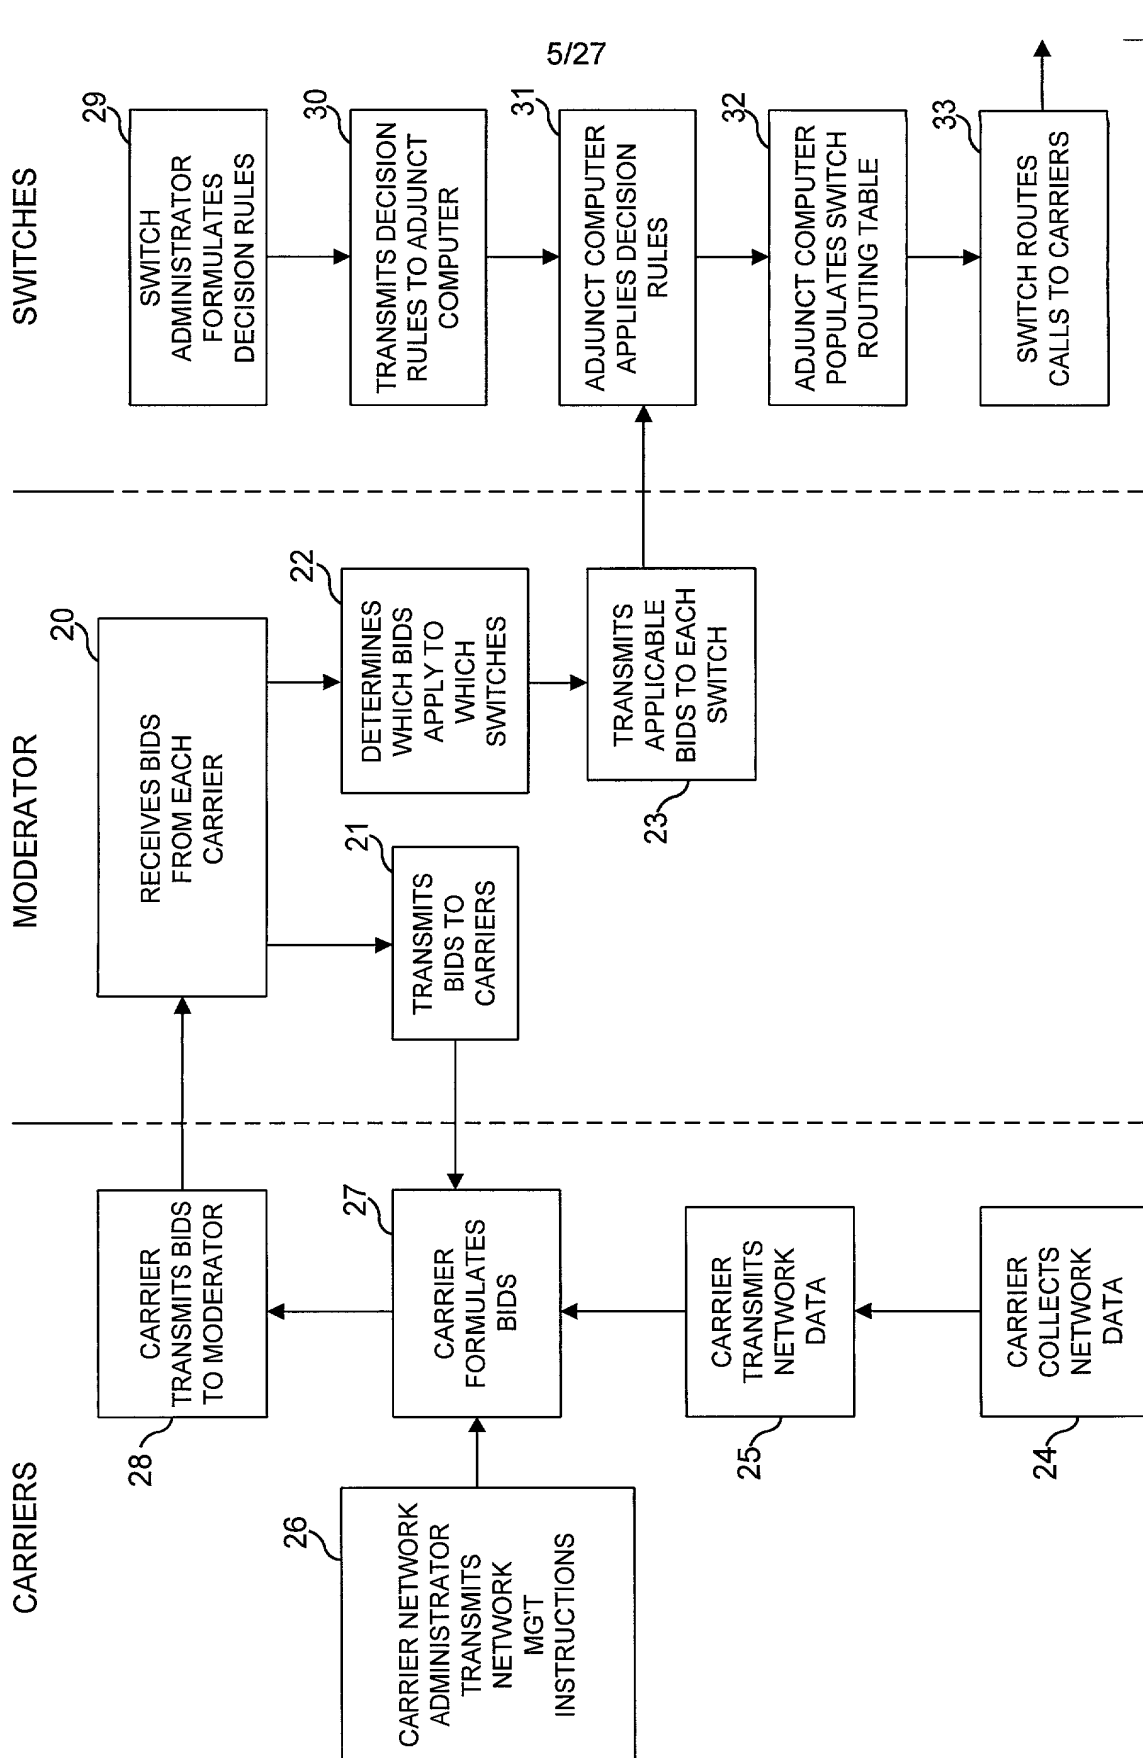 5/27
CARRIERS
MODERATOR
SWITCHES
28
CARRIER
TRANSMITS BIDS
TO MODERATOR
26
CARRIER NETWORK
ADMINISTRATOR
TRANSMITS
NETWORK
MG'T
INSTRUCTIONS
27
CARRIER
FORMULATES
BIDS
25
CARRIER
TRANSMITS
NETWORK
DATA
24
CARRIER
COLLECTS
NETWORK
DATA
20
RECEIVES BIDS
FROM EACH
CARRIER
21
TRANSMITS
BIDS TO
CARRIERS
22
DETERMINES
WHICH BIDS
APPLY TO
WHICH
SWITCHES
23
TRANSMITS
APPLICABLE
BIDS TO EACH
SWITCH
29
SWITCH
ADMINISTRATOR
FORMULATES
DECISION RULES
30
TRANSMITS DECISION
RULES TO ADJUNCT
COMPUTER
31
ADJUNCT COMPUTER
APPLIES DECISION
RULES
32
ADJUNCT COMPUTER
POPULATES SWITCH
ROUTING TABLE
33
SWITCH ROUTES
CALLS TO CARRIERS